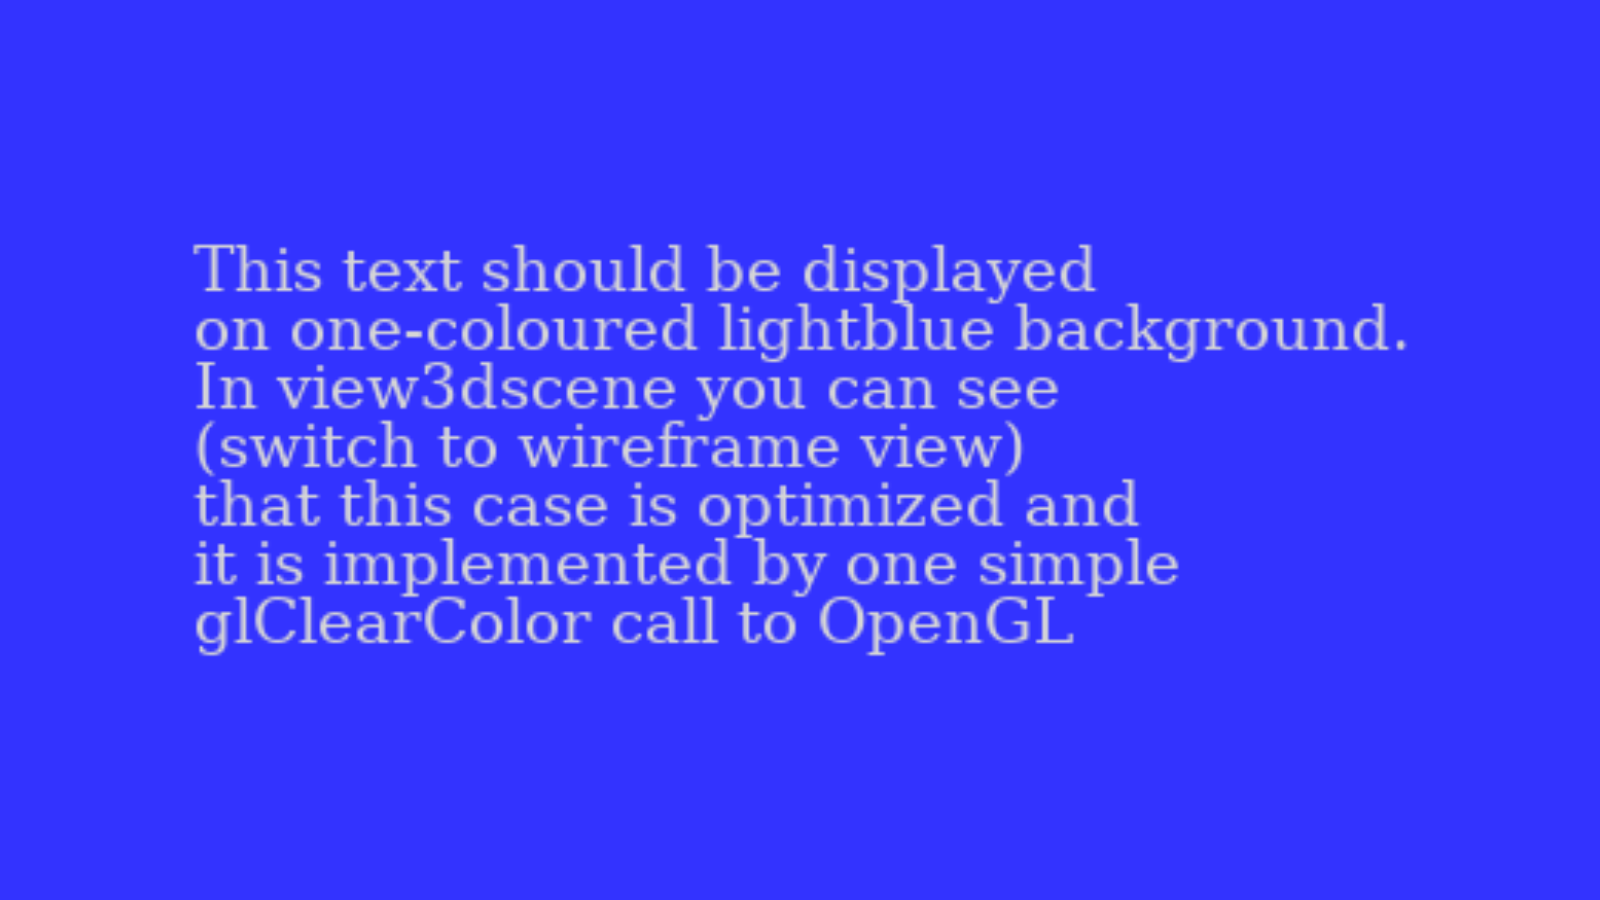 This text should be displayed
on one-coloured lightblue background.
In view3dscene you can see
(switch to wireframe view)
that this case is optimized and
it is implemented by one simple
glClearColor call to OpenGL